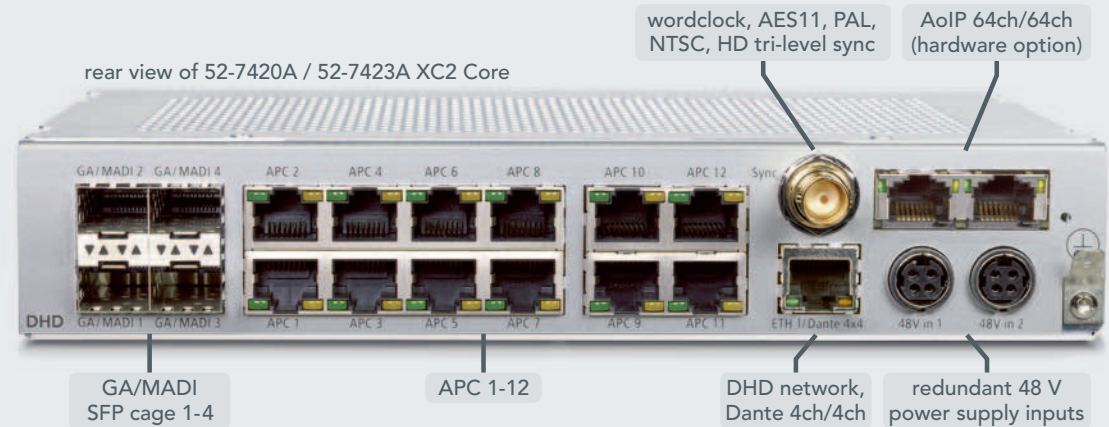 wordclock, AES11, PAL,
NTSC, HD tri-level sync
AoIP 64ch/64ch
(hardware option)
rear view of 52-7420A / 52-7423A XC2 Core
GA/MADI 2 GA/MADI 4 APC 2 APC 4 APC 6 APC 8 APC 10 APC 12 Sync
DHD GA/MADI 1 GA/MADI 3 APC 1 APC 3 APC 5 APC 7 APC 9 APC 11 ETH 1/Dante 4x4 48V in 1 48V in 2
GA/MADI
SFP cage 1-4
APC 1-12
DHD network,
Dante 4ch/4ch
redundant 48 V
power supply inputs